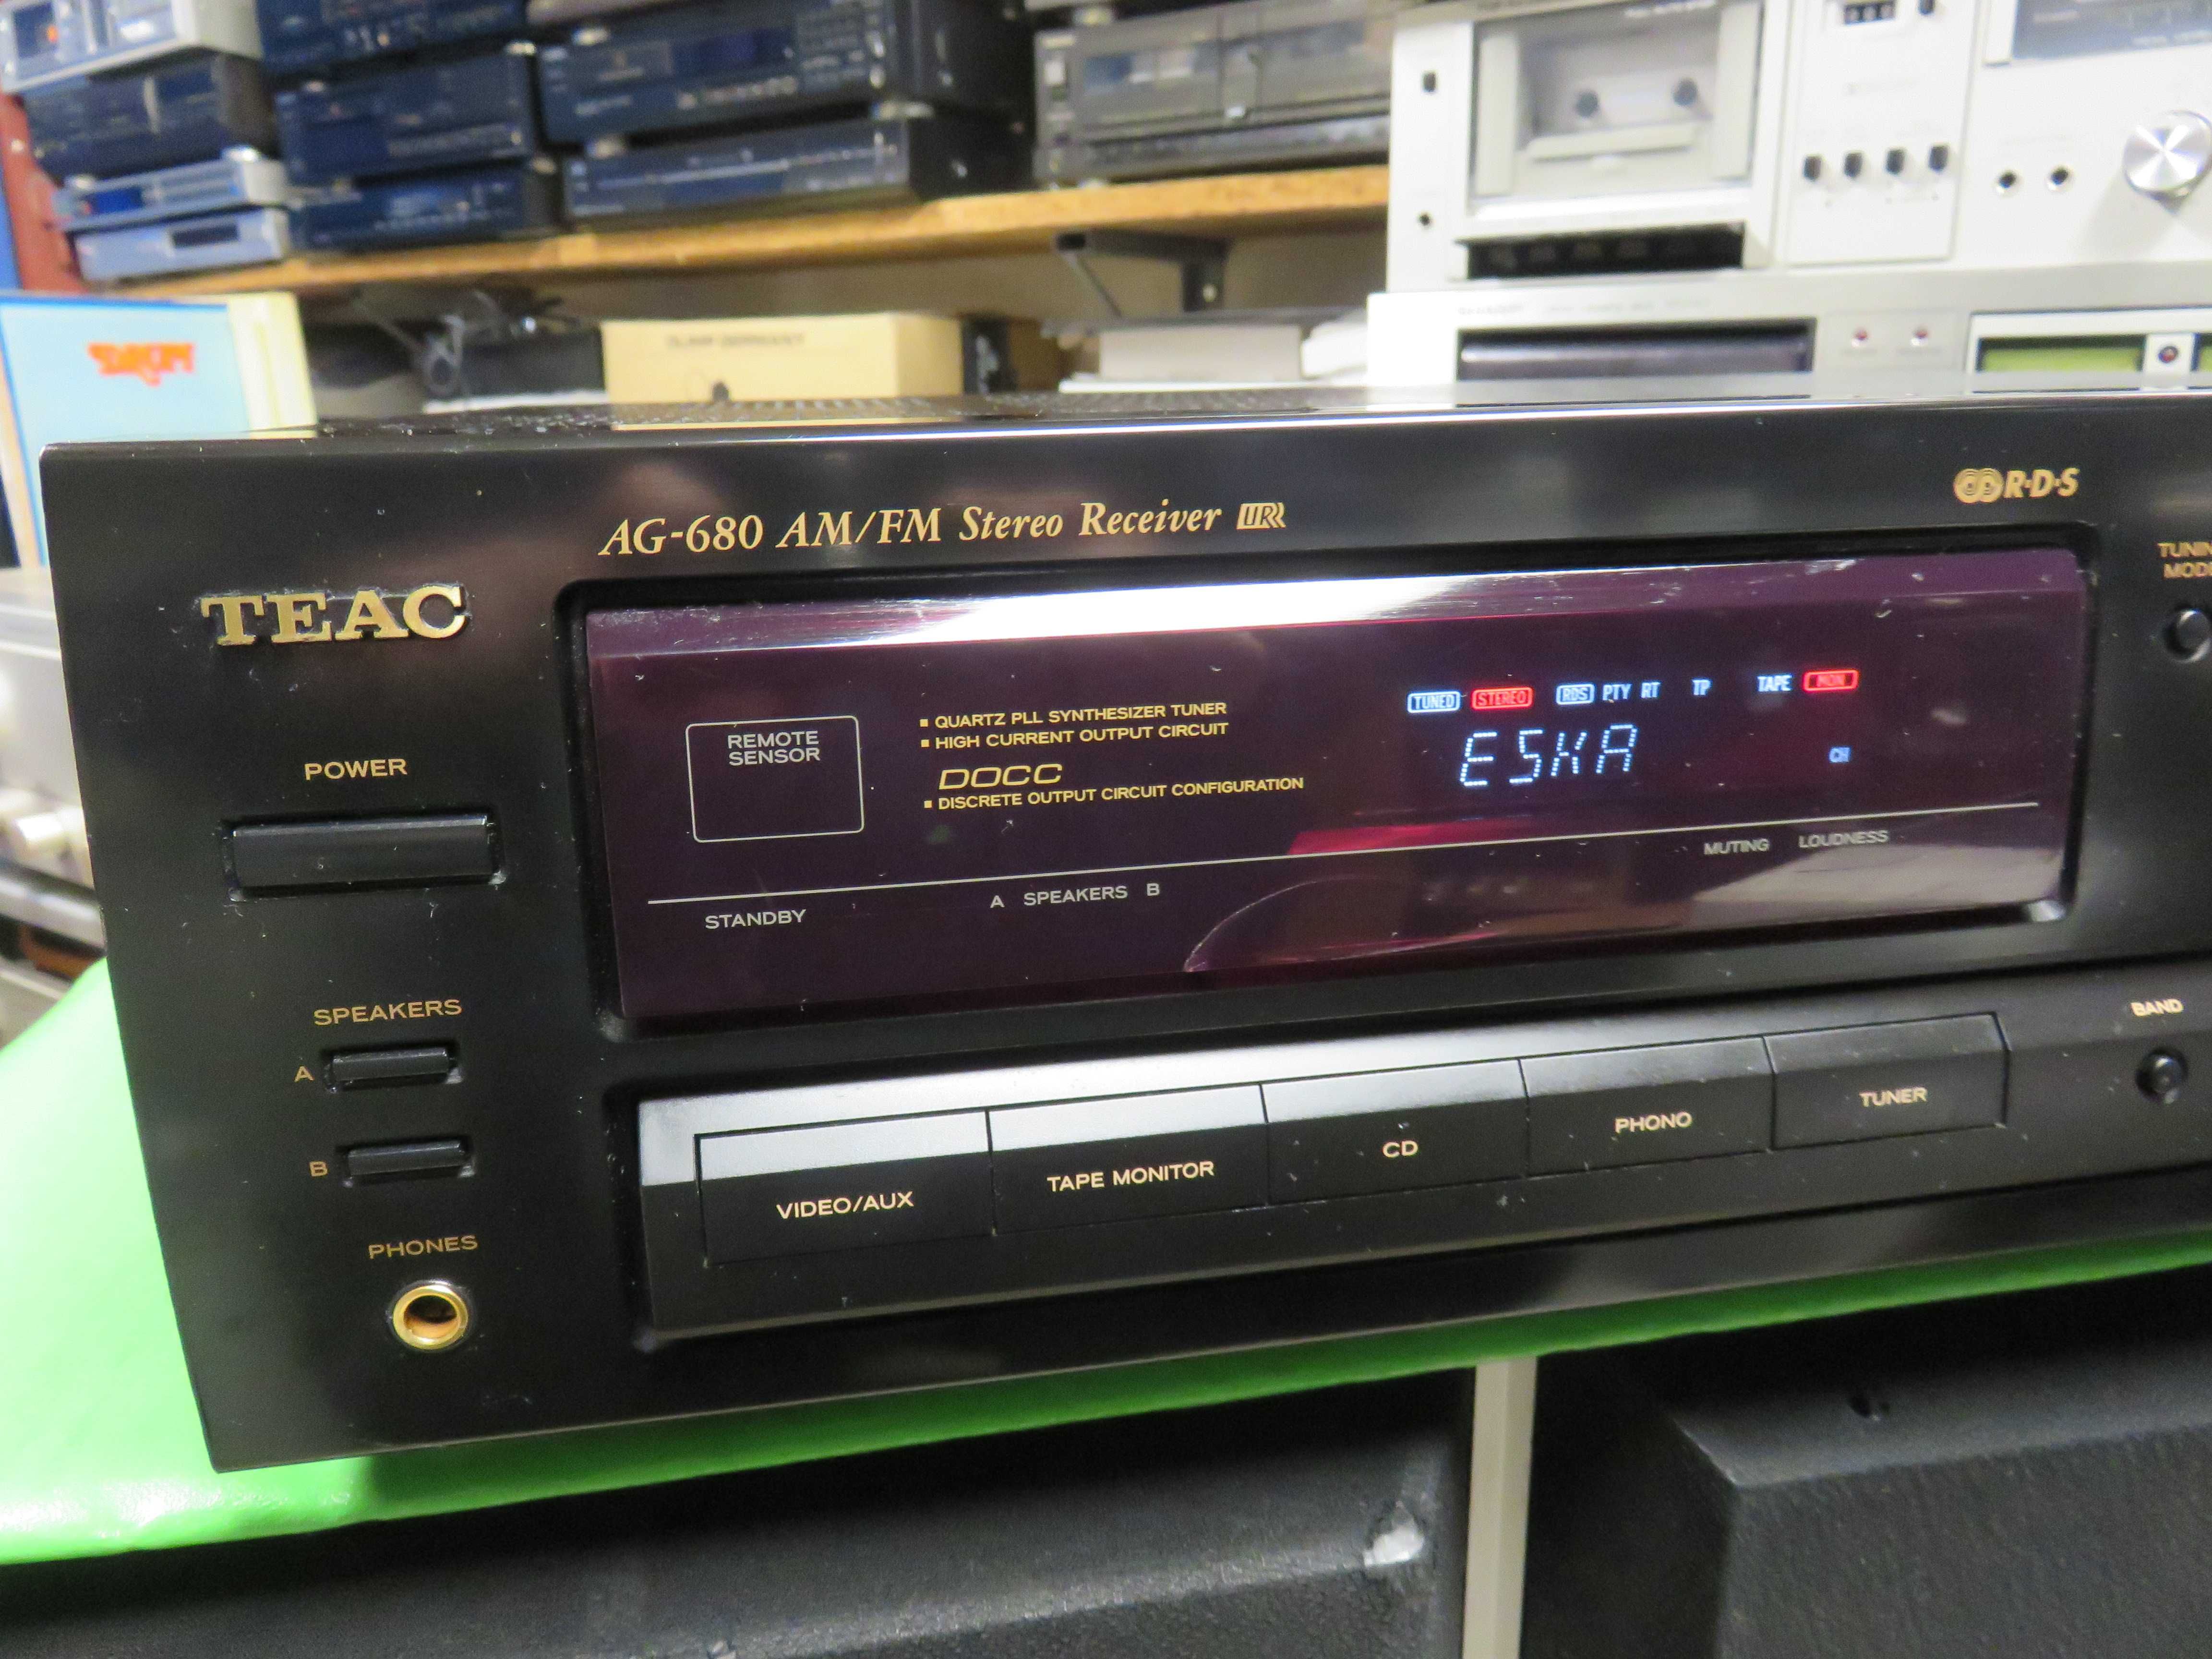 AG-680 AM/FM Stereo Receiver UR
R·D·S
TEAC
TUNED STEREO RDS PTY RT TP TAPE MON
ESKA
CH
REMOTE
SENSOR
▪ QUARTZ PLL SYNTHESIZER TUNER
▪ HIGH CURRENT OUTPUT CIRCUIT
DOCC
▪ DISCRETE OUTPUT CIRCUIT CONFIGURATION
POWER
MUTING LOUDNESS
STANDBY
A SPEAKERS B
SPEAKERS
A
B
PHONES
BAND
VIDEO/AUX
TAPE MONITOR
CD
PHONO
TUNER